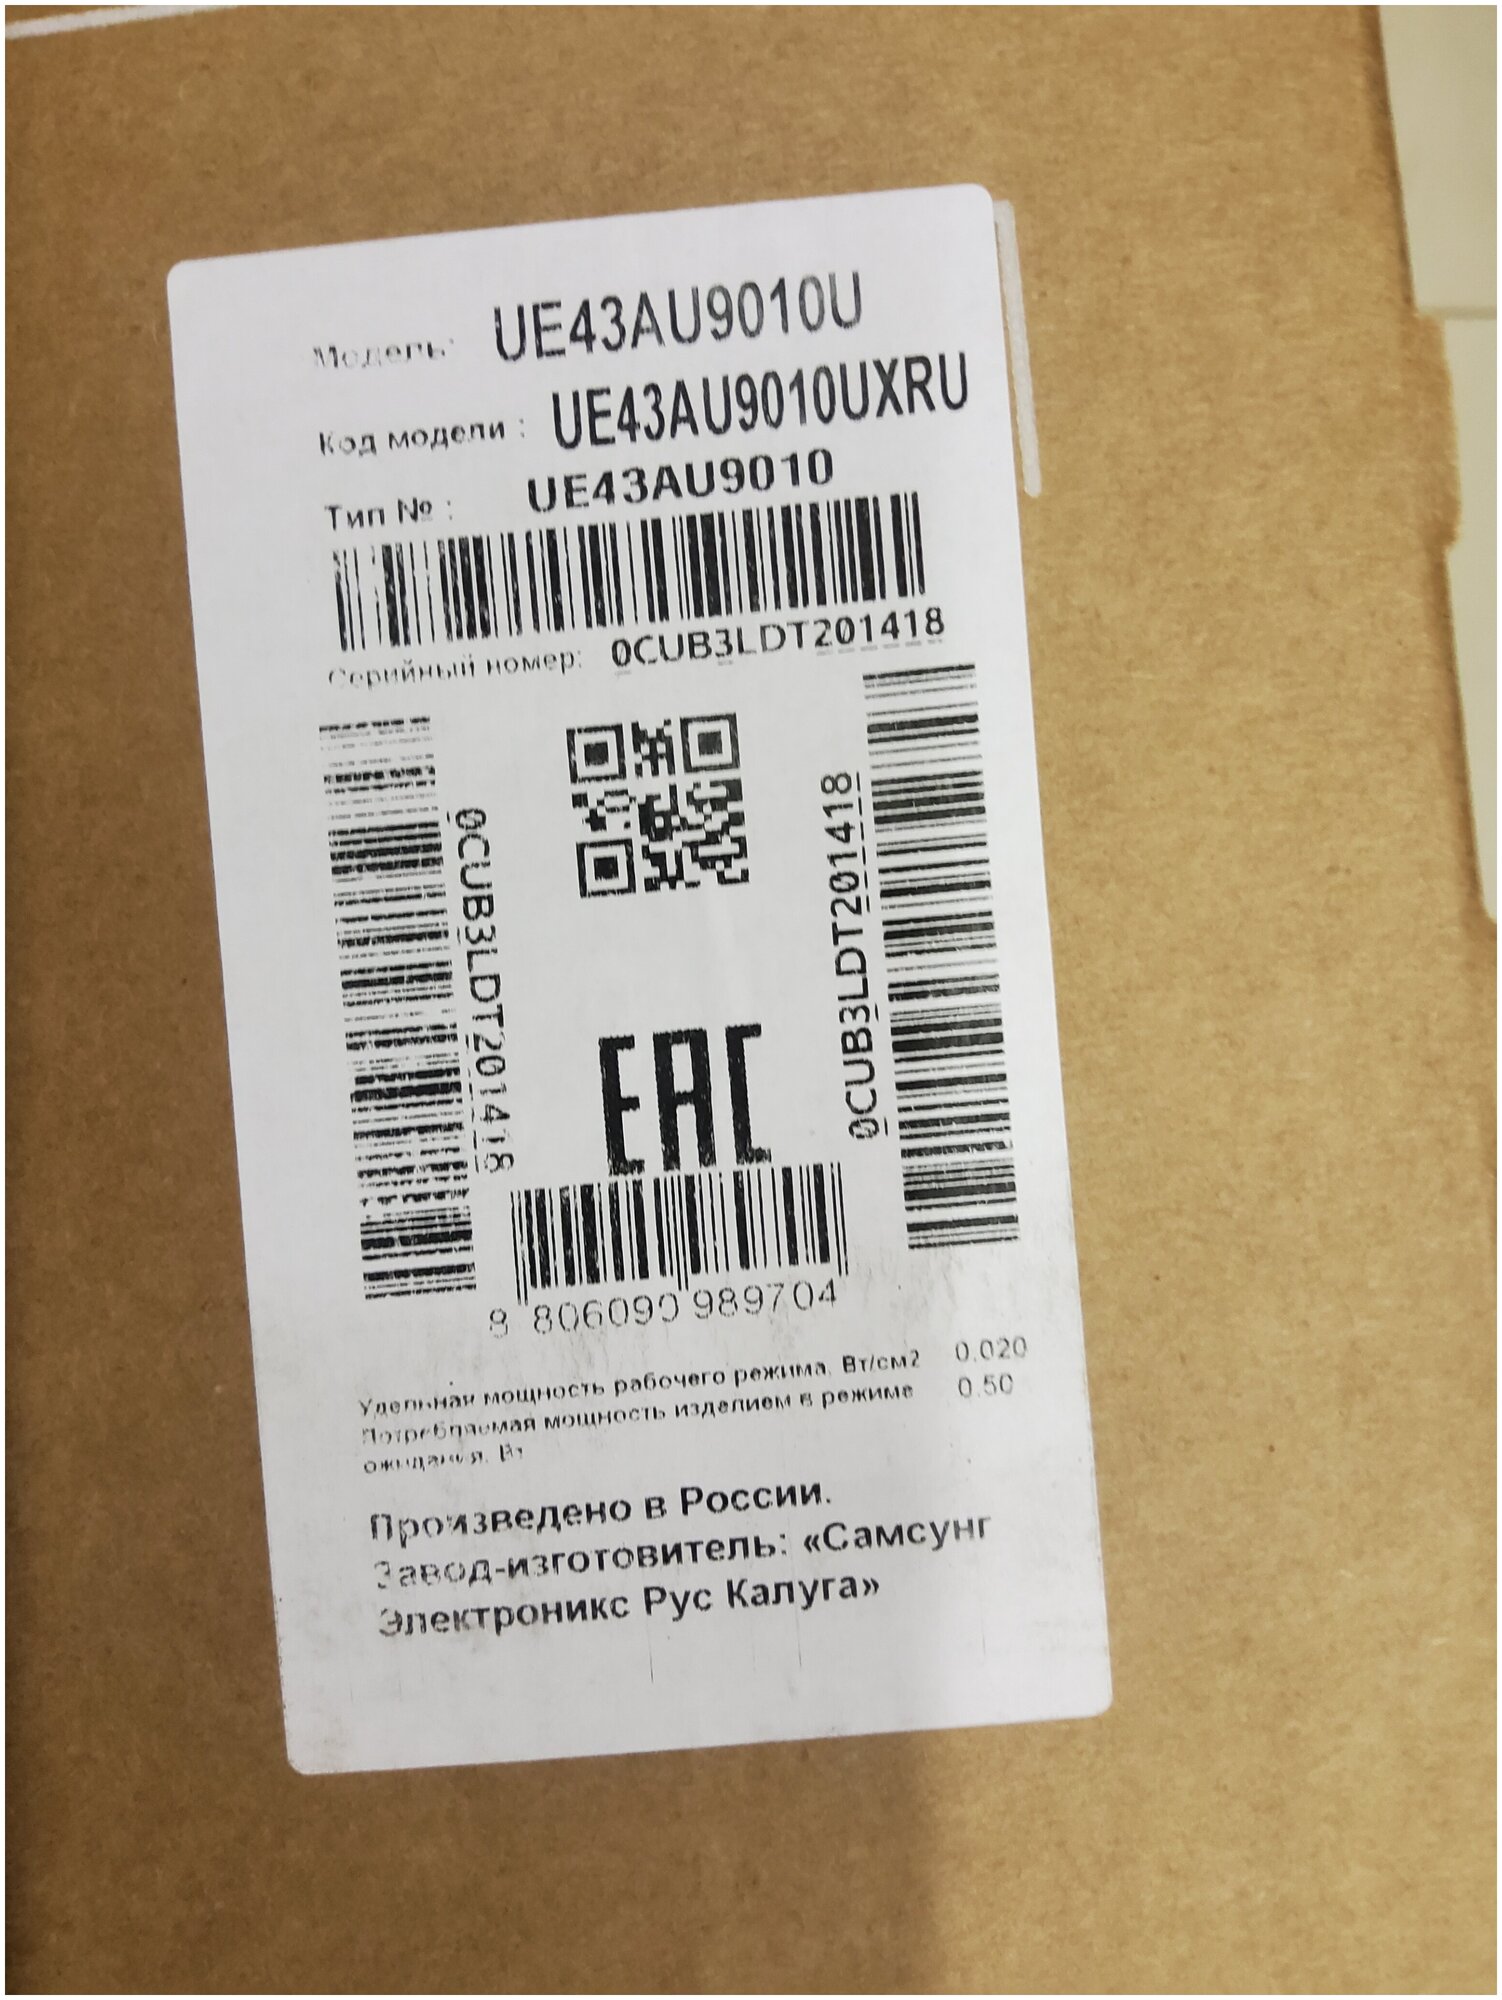 Модель: UE43AU9010U
Код модели : UE43AU9010UXRU
Тип № : UE43AU9010
Серийный номер: 0CUB3LDT201418
0CUB3LDT201418
0CUB3LDT201418
EAC
8 806090 989704
Удельная мощность рабочего режима, Вт/см2 0.020
Потребляемая мощность изделием в режиме 0.50
ожидания, Вт
Произведено в России.
Завод-изготовитель: «Самсунг
Электроникс Рус Калуга»